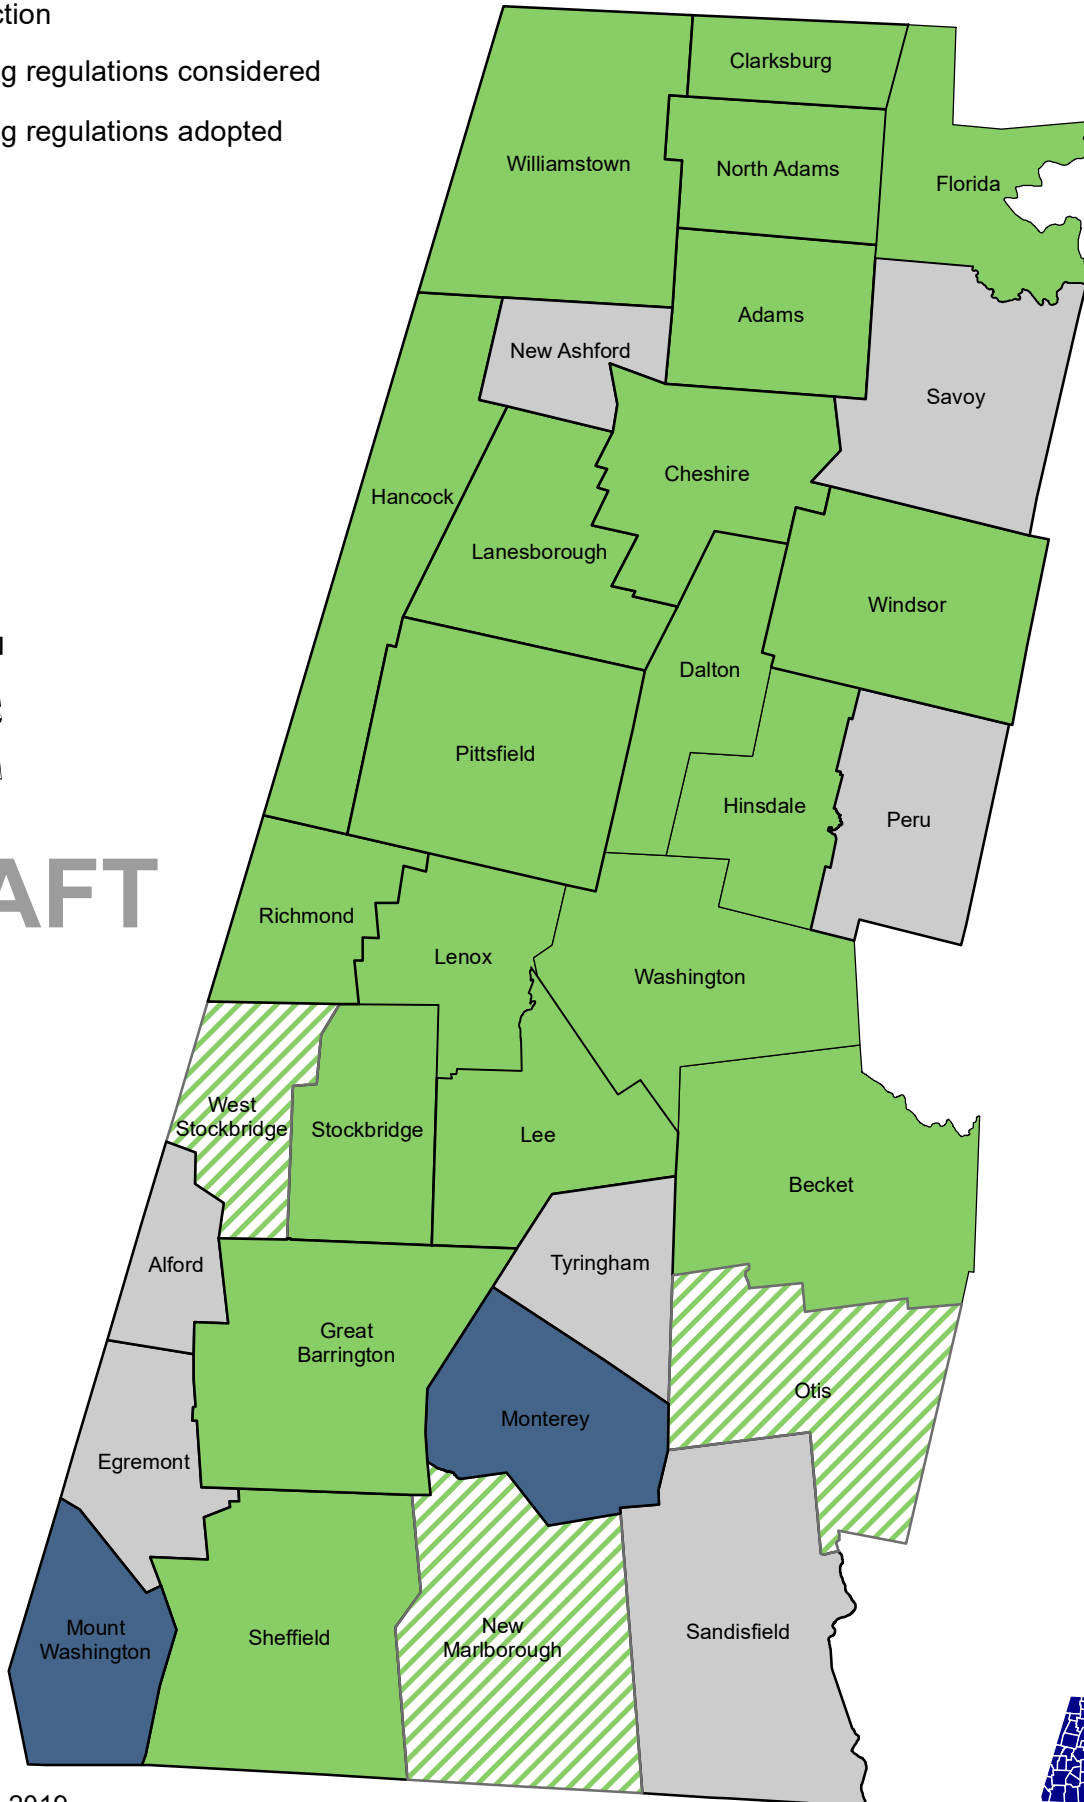 ction
g regulations considered
g regulations adopted
Clarksburg
Williamstown
North Adams
Florida
Adams
New Ashford
Savoy
Cheshire
Hancock
Lanesborough
Windsor
Dalton
Pittsfield
Hinsdale
Peru
AFT
Richmond
Lenox
Washington
West
Stockbridge
Stockbridge
Lee
Becket
Alford
Tyringham
Great
Barrington
Otis
Monterey
Egremont
Mount
Washington
Sheffield
New
Marlborough
Sandisfield
2019